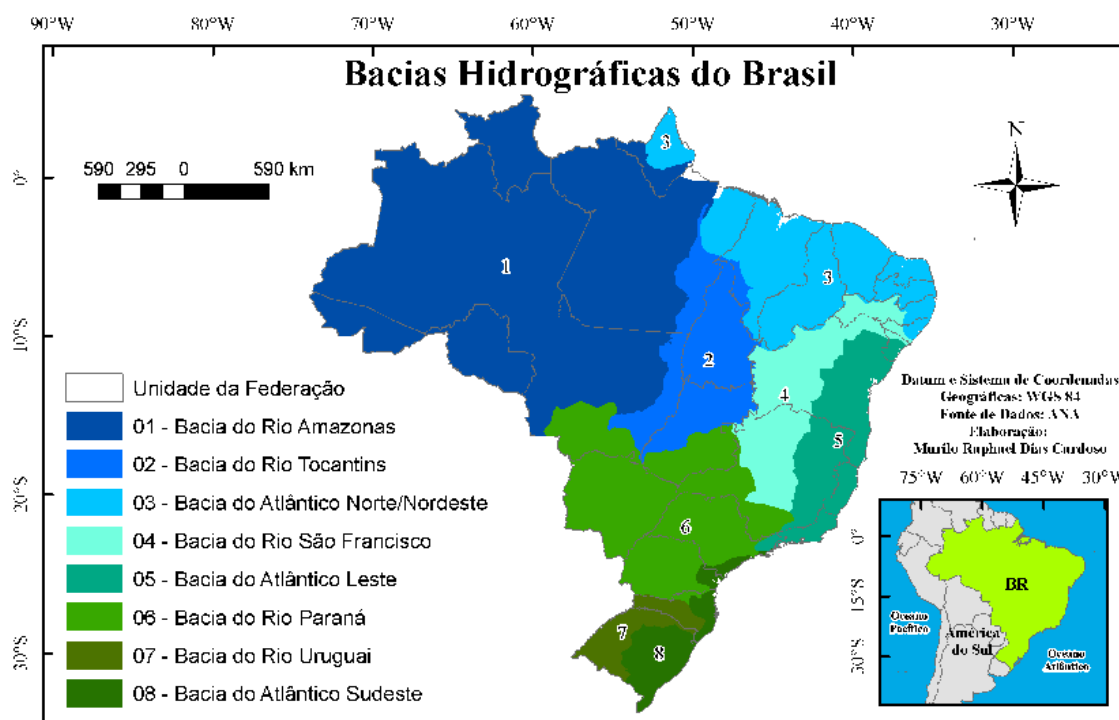 90°W 80°W 70°W 60°W 50°W 40°W 30°W
Bacias Hidrográficas do Brasil
N
590 295 0 590 km
0°
10°S
20°S
30°S
3
1
3
2
4
5
6
7
8
Unidade da Federação
01 - Bacia do Rio Amazonas
02 - Bacia do Rio Tocantins
03 - Bacia do Atlântico Norte/Nordeste
04 - Bacia do Rio São Francisco
05 - Bacia do Atlântico Leste
06 - Bacia do Rio Paraná
07 - Bacia do Rio Uruguai
08 - Bacia do Atlântico Sudeste
Datum e Sistema de Coordenadas
Geográficas: WGS 84
Fonte de Dados: ANA
Elaboração:
Murilo Raphael Dias Cardoso
75°W 60°W 45°W 30°W
0°
15°S
30°S
BR
Oceano
Pacífico
América
do Sul
Oceano
Atlântico